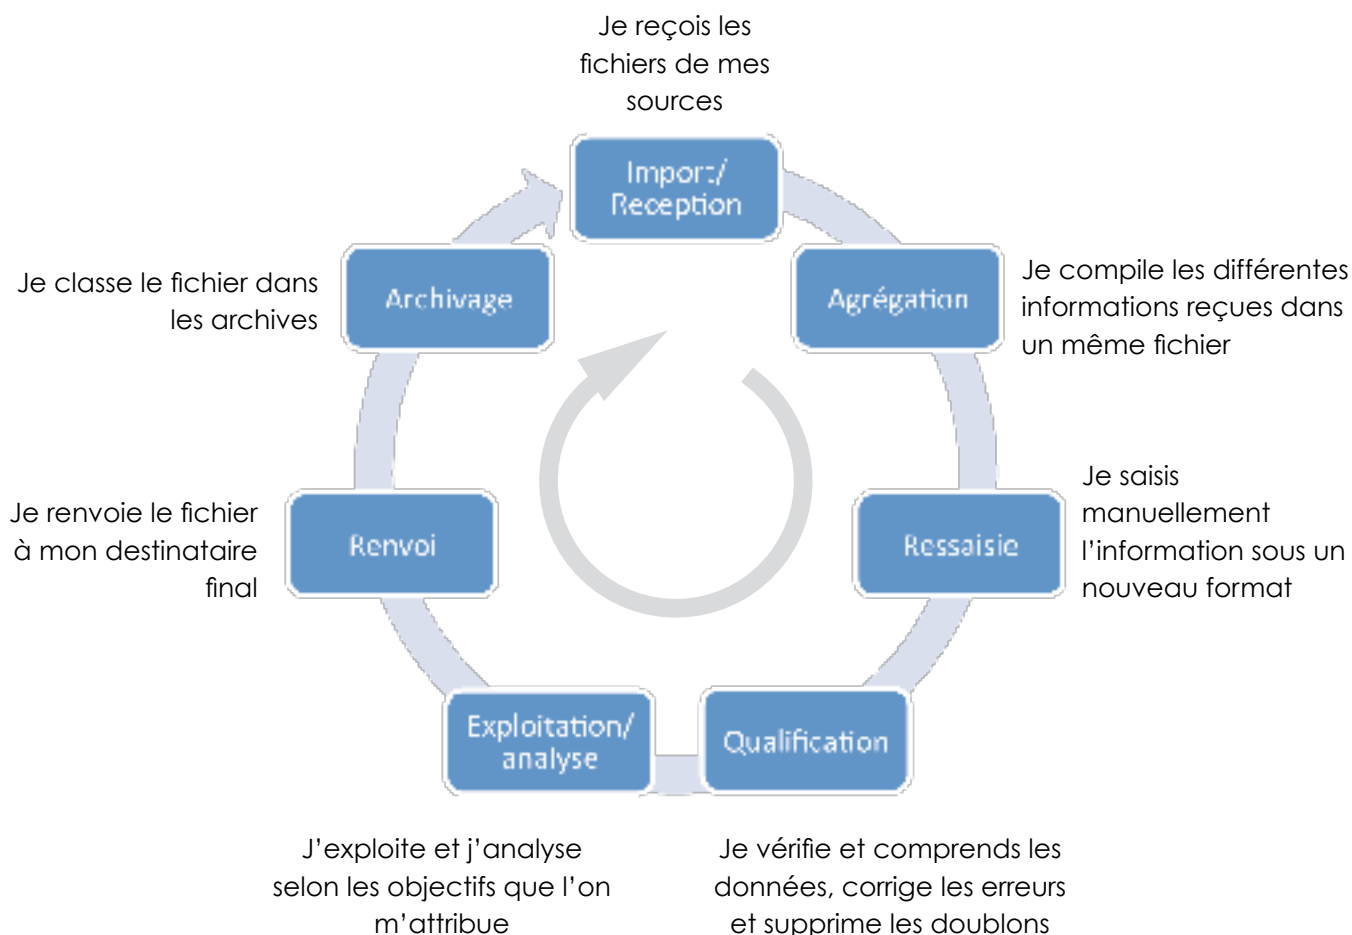 Je reçois les
fichiers de mes
sources
Import/
Reception
Agrégation
Je compile les différentes
informations reçues dans
un même fichier
Ressaisie
Je saisis
manuellement
l’information sous un
nouveau format
Qualification
Je vérifie et comprends les
données, corrige les erreurs
et supprime les doublons
Exploitation/
analyse
J’exploite et j’analyse
selon les objectifs que l’on
m’attribue
Renvoi
Je renvoie le fichier
à mon destinataire
final
Archivage
Je classe le fichier dans
les archives